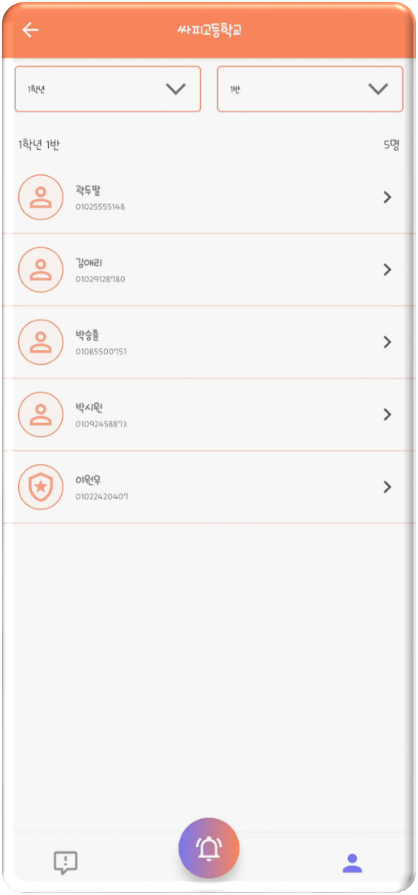 싸피고등학교
1학년
1반
1학년 1반
5명
곽두팔
01025555148
김애리
01029128780
박승훈
01085500751
박시원
01092458873
이원우
01022420407